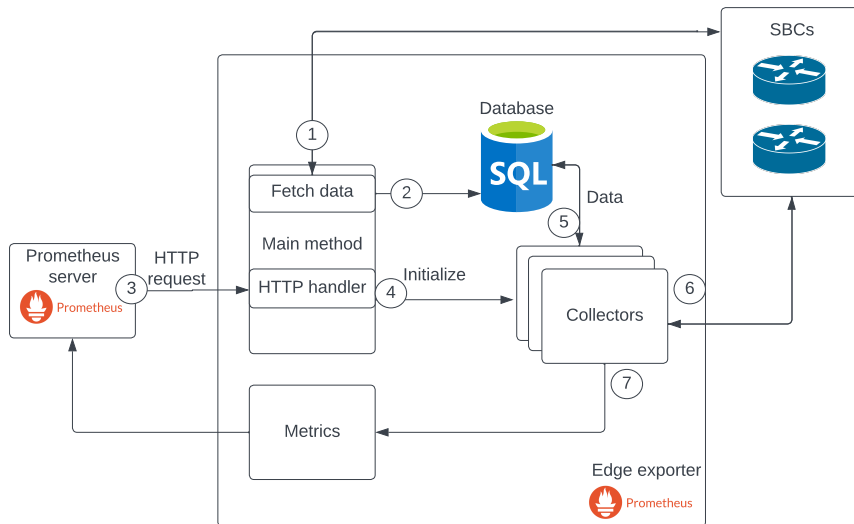 SBCs
Database
1
SQL
Fetch data
2
Data
5
Main method
Prometheus
server
HTTP
request
3
Prometheus
HTTP handler
4
Initialize
6
Collectors
7
Metrics
Edge exporter
Prometheus